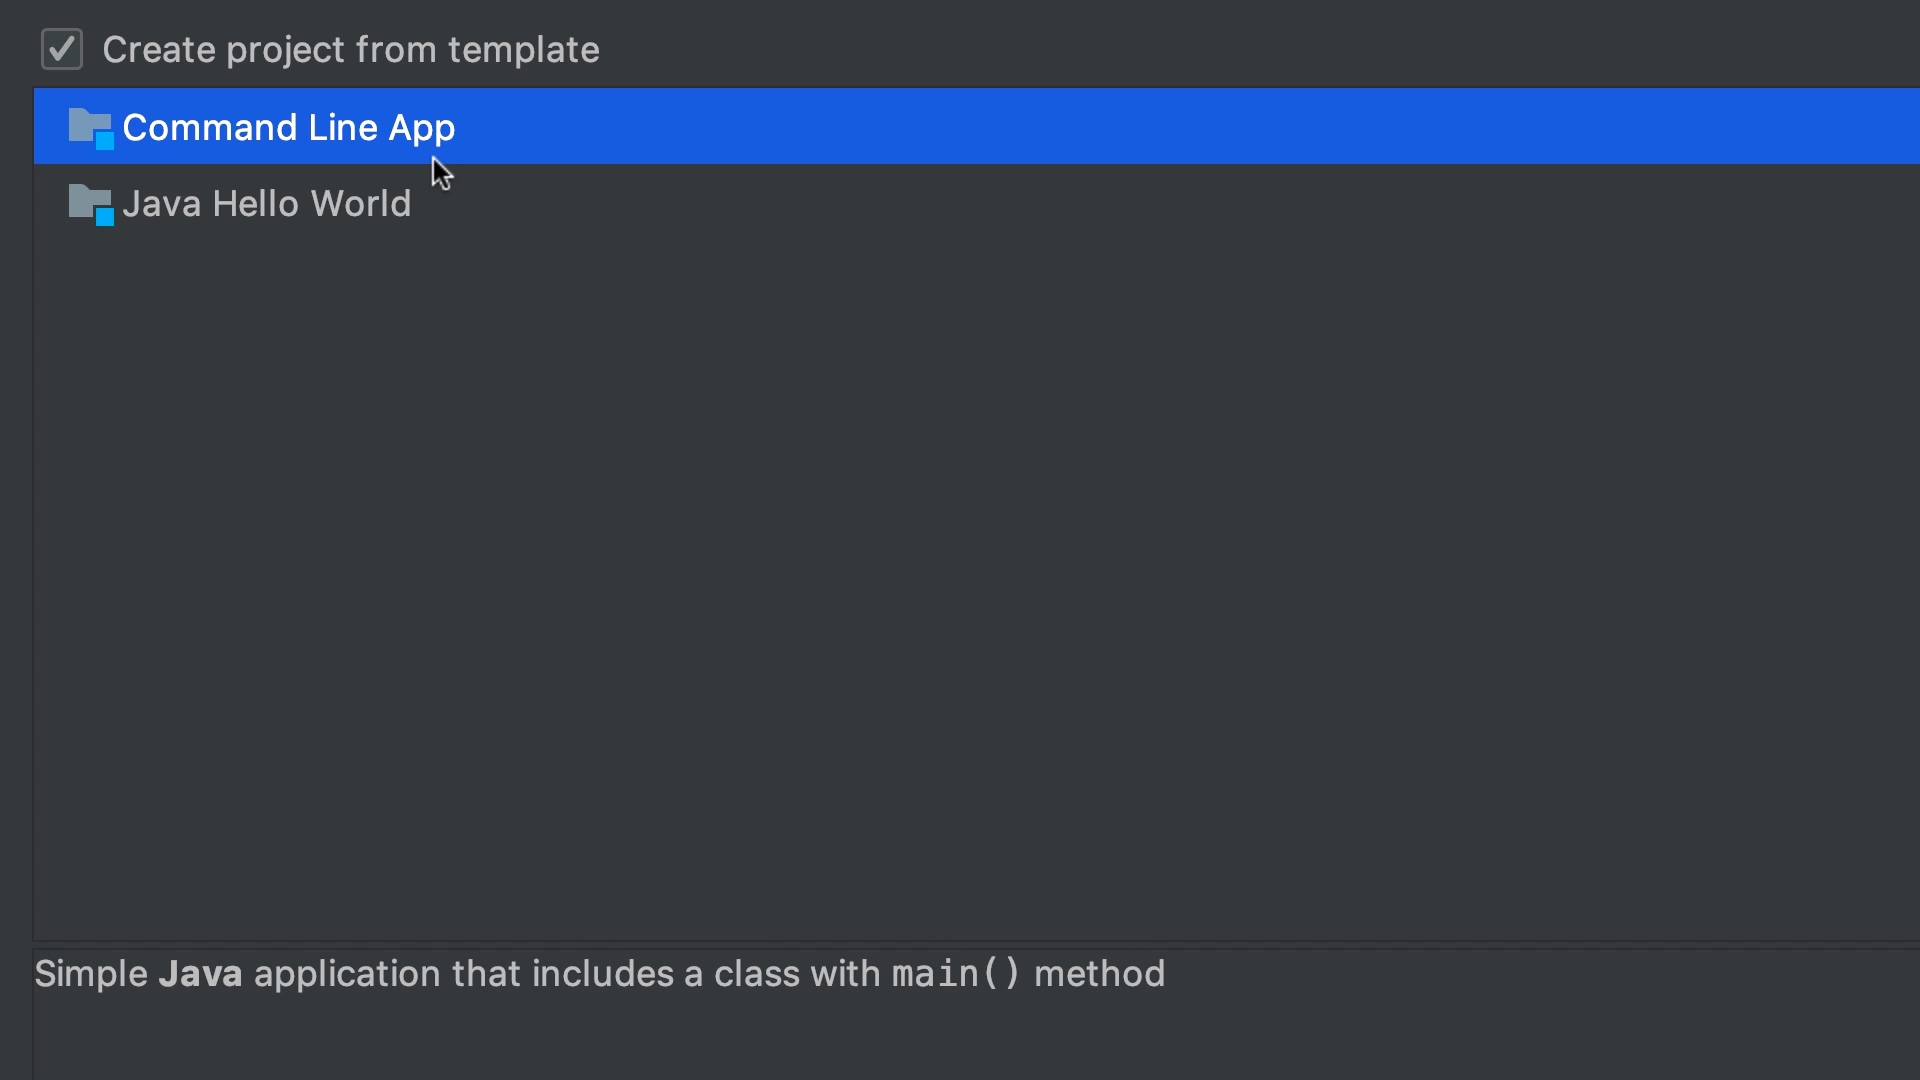 Create project from template
Command Line App
Java Hello World
Simple Java application that includes a class with main() method